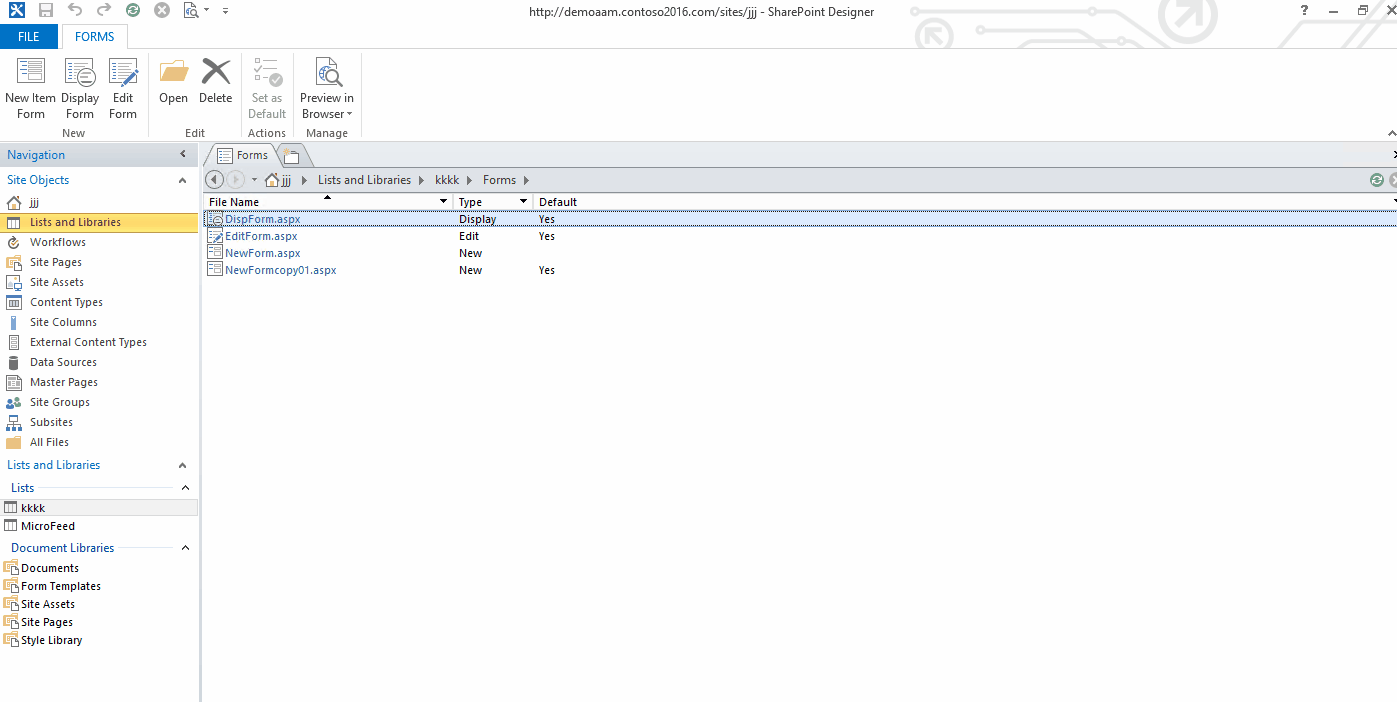 http://demoaam.contoso2016.com/sites/jjj - SharePoint Designer
?
FILE
FORMS
New Item Form
Display Form
Edit Form
Open
Delete
Set as Default
Preview in Browser
New
Edit
Actions
Manage
Navigation
Site Objects
jjj
Lists and Libraries
Workflows
Site Pages
Site Assets
Content Types
Site Columns
External Content Types
Data Sources
Master Pages
Site Groups
Subsites
All Files
Lists and Libraries
Lists
kkkk
MicroFeed
Document Libraries
Documents
Form Templates
Site Assets
Site Pages
Style Library
Forms
jjj Lists and Libraries kkkk Forms
File Name Type Default
DispForm.aspx Display Yes
EditForm.aspx Edit Yes
NewForm.aspx New
NewFormcopy01.aspx New Yes